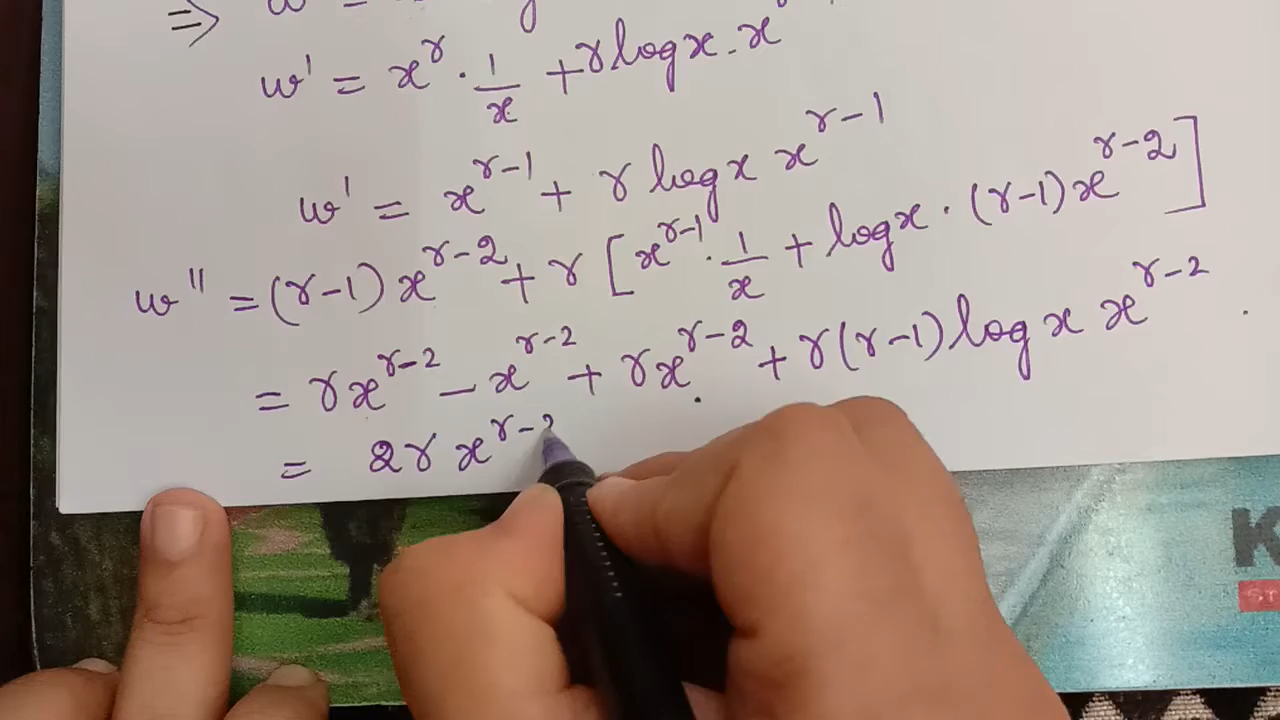 ⇒ w =
w' = x^r · 1/x + r log x · x
w' = x^{r-1} + r log x x^{r-1}
w'' = (r-1) x^{r-2} + r [x^{r-1} · 1/x + log x · (r-1) x^{r-2}]
= r x^{r-2} - x^{r-2} + r x^{r-2} + r(r-1) log x x^{r-2}
= 2r x^{r-2}
K